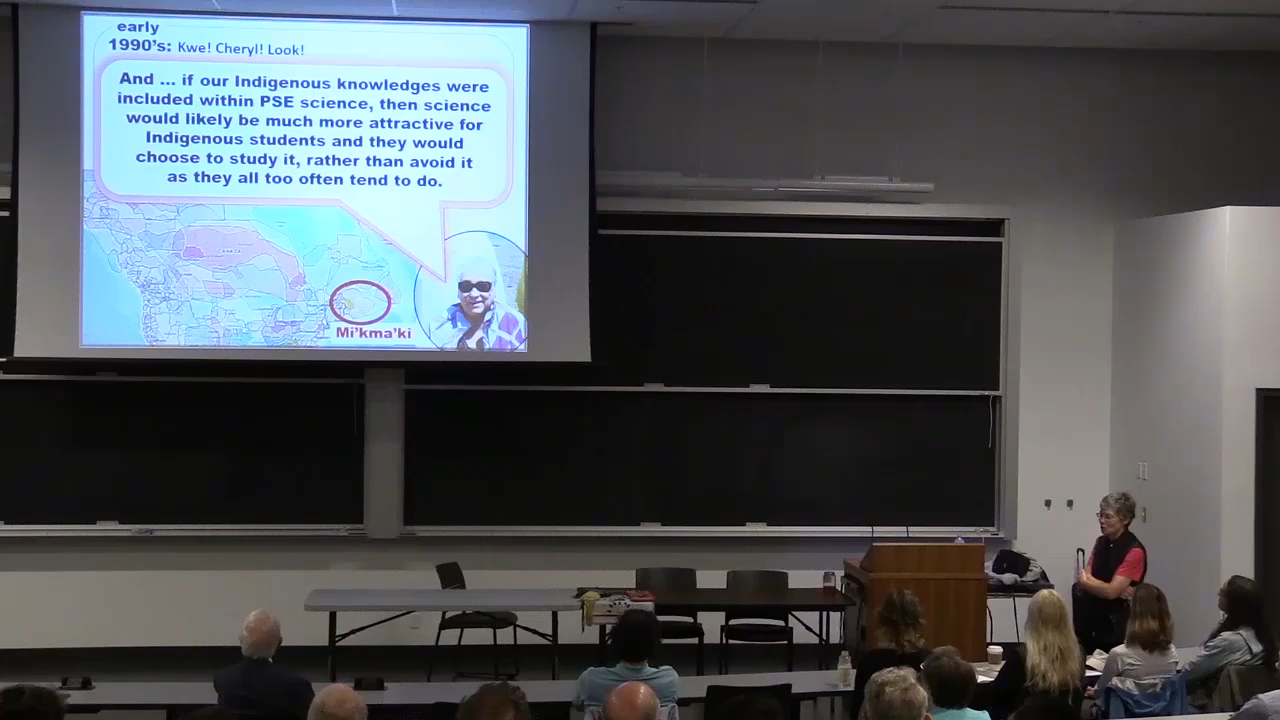 early
1990's: Kwe! Cheryl! Look!
And ... if our Indigenous knowledges were
included within PSE science, then science
would likely be much more attractive for
Indigenous students and they would
choose to study it, rather than avoid it
as they all too often tend to do.
CANADA
Mi'kma'ki